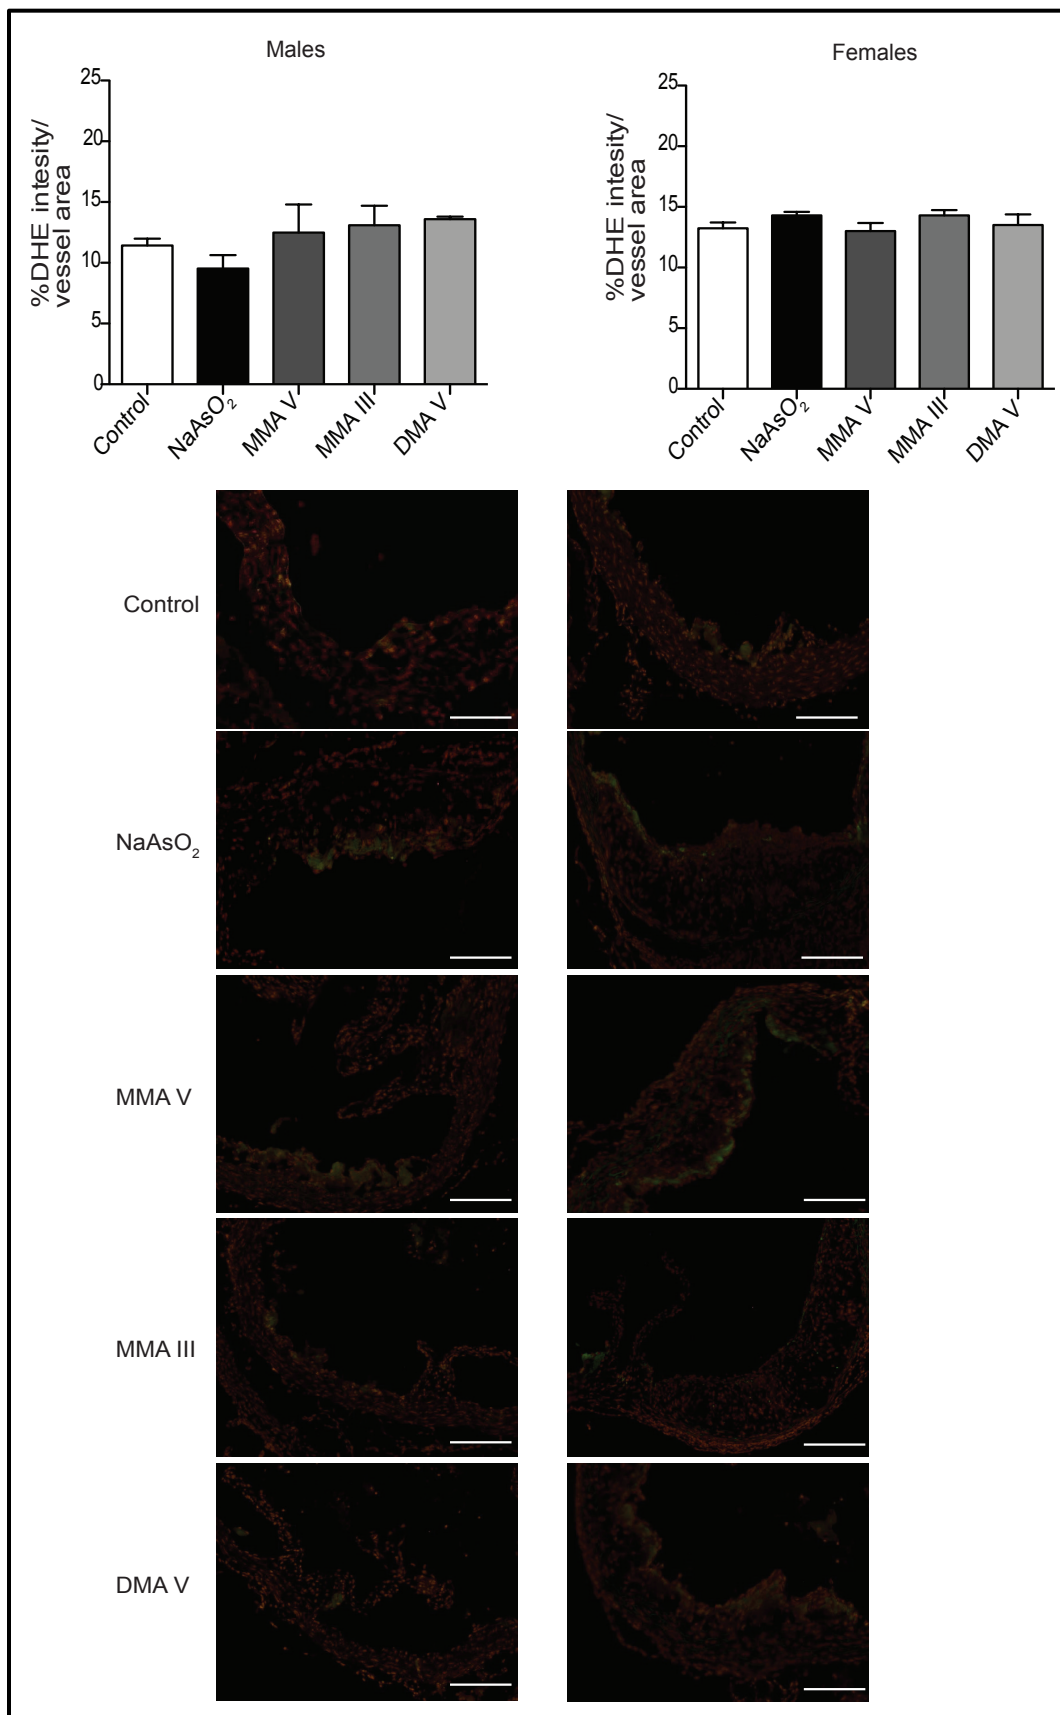 Males
25
20
15
10
5
0
%DHE intesity/
vessel area
Control
NaAsO₂
MMA V
MMA III
DMA V
Females
25
20
15
10
5
0
%DHE intesity/
vessel area
Control
NaAsO₂
MMA V
MMA III
DMA V
Control
NaAsO₂
MMA V
MMA III
DMA V